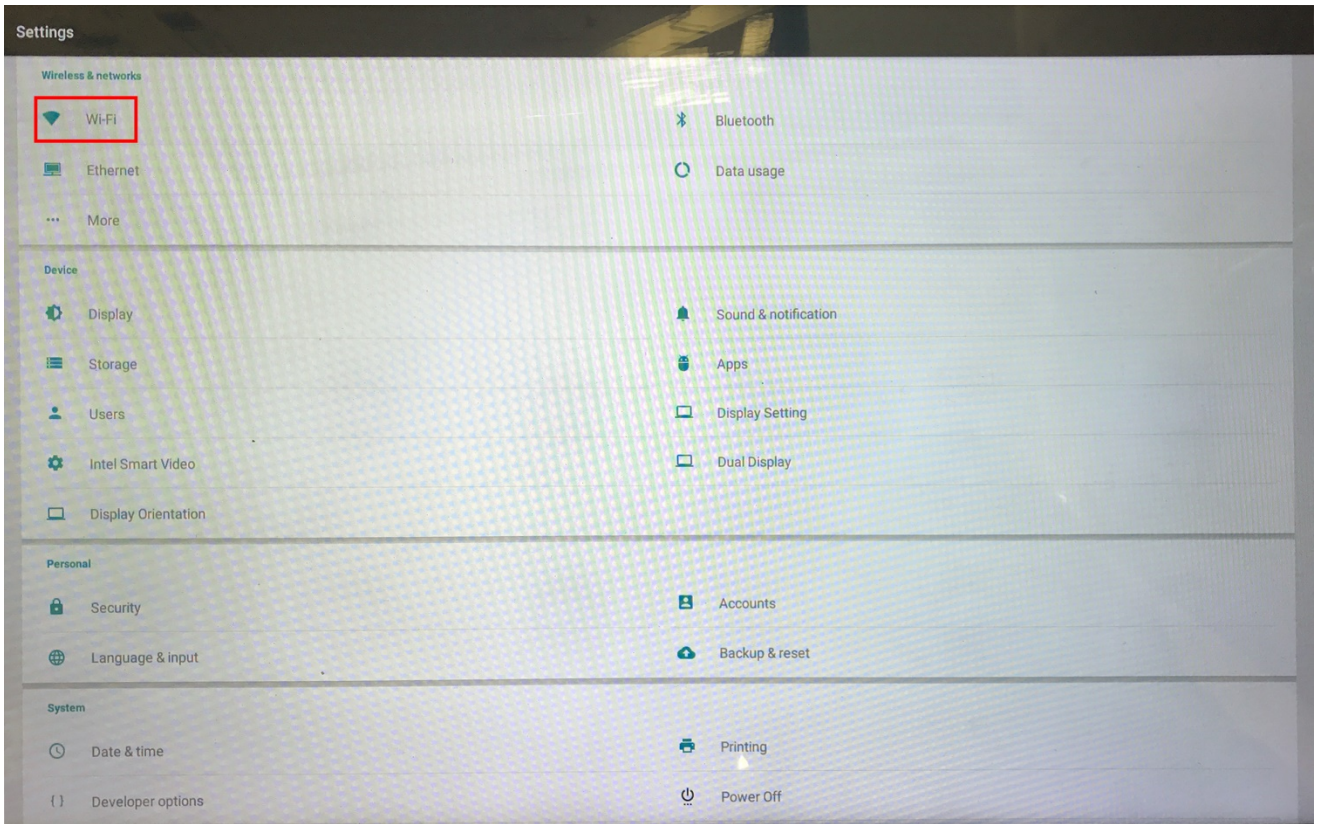 Settings
Wireless & networks
Wi-Fi
Bluetooth
Ethernet
Data usage
More
Device
Display
Sound & notification
Storage
Apps
Users
Display Setting
Intel Smart Video
Dual Display
Display Orientation
Personal
Security
Accounts
Language & input
Backup & reset
System
Date & time
Printing
Developer options
Power Off